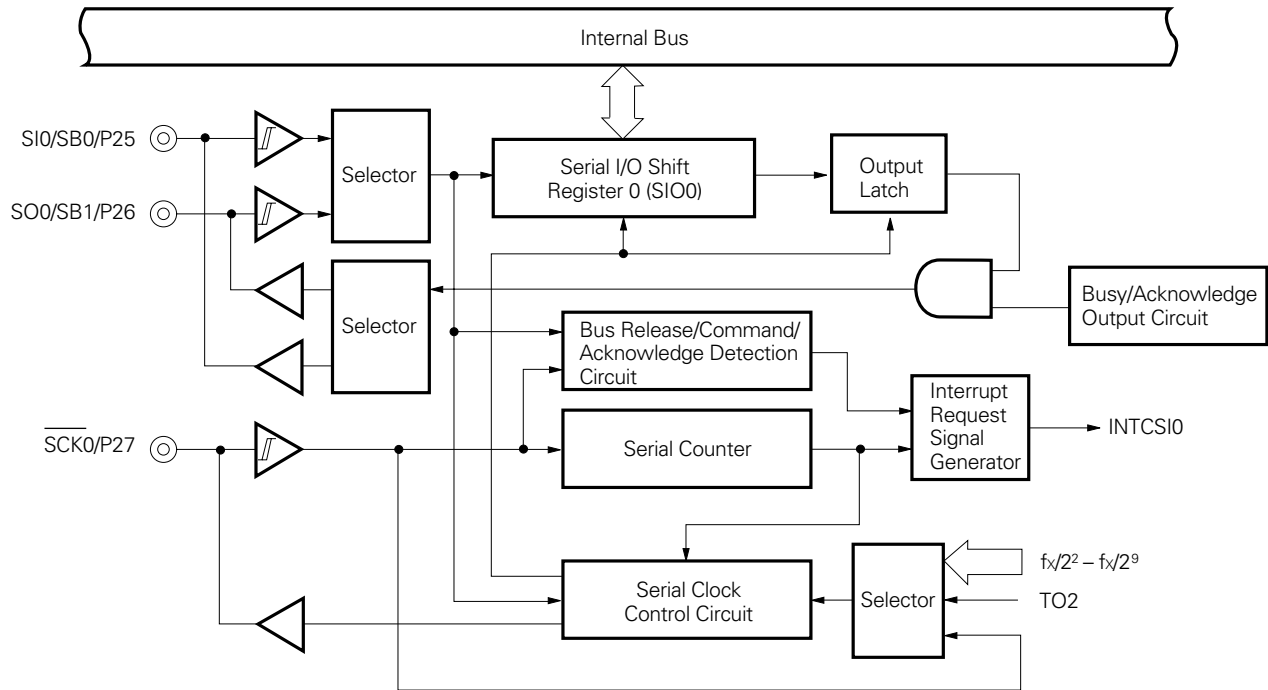 Internal Bus
SI0/SB0/P25
Selector
Serial I/O Shift
Register 0 (SIO0)
Output
Latch
SO0/SB1/P26
Selector
Busy/Acknowledge
Output Circuit
Bus Release/Command/
Acknowledge Detection
Circuit
Interrupt
Request
Signal
Generator
INTCSI0
S̅C̅K̅0̅/P27
Serial Counter
Serial Clock
Control Circuit
Selector
fx/2² – fx/2⁹
TO2